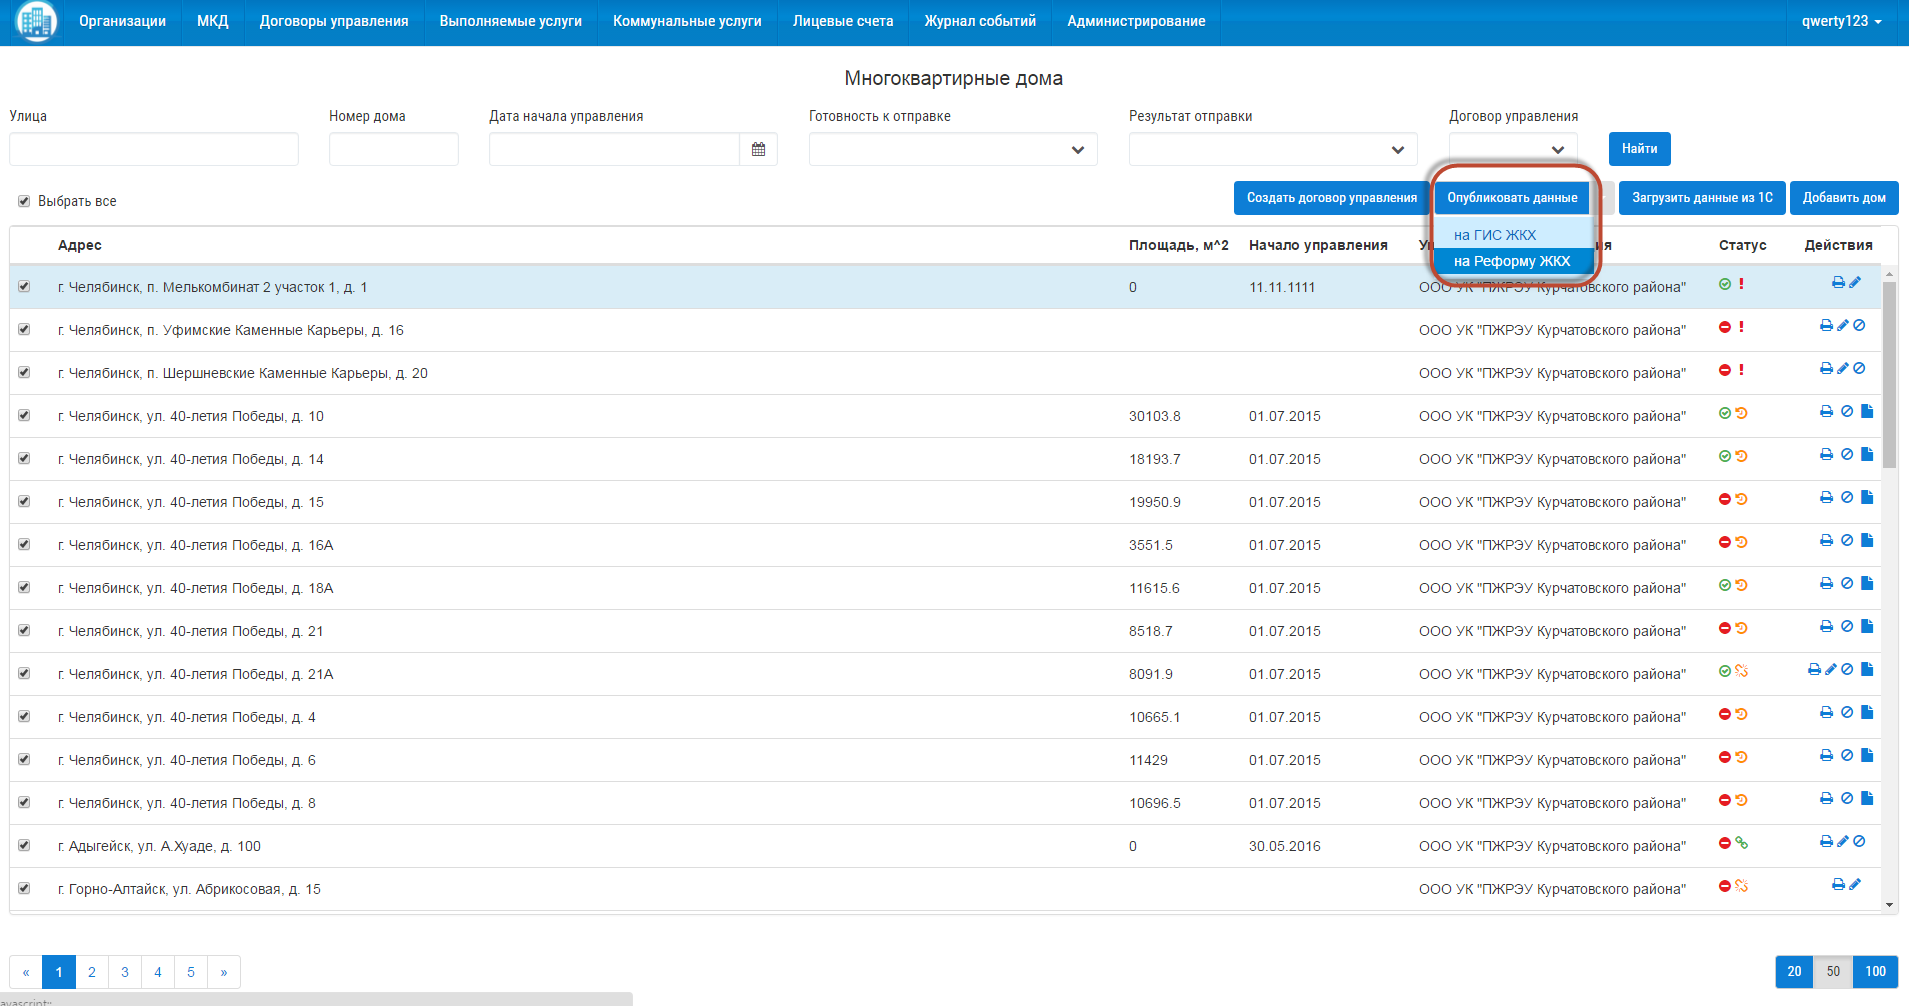 Организации МКД Договоры управления Выполняемые услуги Коммунальные услуги Лицевые счета Журнал событий Администрирование qwerty123
Многоквартирные дома
Улица Номер дома Дата начала управления Готовность к отправке Результат отправки Договор управления
Найти
Выбрать все Создать договор управления Опубликовать данные Загрузить данные из 1С Добавить дом
на ГИС ЖКХ
на Реформу ЖКХ
Адрес Площадь, м^2 Начало управления Статус Действия
г. Челябинск, п. Мелькомбинат 2 участок 1, д. 1 0 11.11.1111 ООО УК "ПЖРЭУ Курчатовского района"
г. Челябинск, п. Уфимские Каменные Карьеры, д. 16 ООО УК "ПЖРЭУ Курчатовского района"
г. Челябинск, п. Шершневские Каменные Карьеры, д. 20 ООО УК "ПЖРЭУ Курчатовского района"
г. Челябинск, ул. 40-летия Победы, д. 10 30103.8 01.07.2015 ООО УК "ПЖРЭУ Курчатовского района"
г. Челябинск, ул. 40-летия Победы, д. 14 18193.7 01.07.2015 ООО УК "ПЖРЭУ Курчатовского района"
г. Челябинск, ул. 40-летия Победы, д. 15 19950.9 01.07.2015 ООО УК "ПЖРЭУ Курчатовского района"
г. Челябинск, ул. 40-летия Победы, д. 16А 3551.5 01.07.2015 ООО УК "ПЖРЭУ Курчатовского района"
г. Челябинск, ул. 40-летия Победы, д. 18А 11615.6 01.07.2015 ООО УК "ПЖРЭУ Курчатовского района"
г. Челябинск, ул. 40-летия Победы, д. 21 8518.7 01.07.2015 ООО УК "ПЖРЭУ Курчатовского района"
г. Челябинск, ул. 40-летия Победы, д. 21А 8091.9 01.07.2015 ООО УК "ПЖРЭУ Курчатовского района"
г. Челябинск, ул. 40-летия Победы, д. 4 10665.1 01.07.2015 ООО УК "ПЖРЭУ Курчатовского района"
г. Челябинск, ул. 40-летия Победы, д. 6 11429 01.07.2015 ООО УК "ПЖРЭУ Курчатовского района"
г. Челябинск, ул. 40-летия Победы, д. 8 10696.5 01.07.2015 ООО УК "ПЖРЭУ Курчатовского района"
г. Адыгейск, ул. А.Хуаде, д. 100 0 30.05.2016 ООО УК "ПЖРЭУ Курчатовского района"
г. Горно-Алтайск, ул. Абрикосовая, д. 15 ООО УК "ПЖРЭУ Курчатовского района"
« 1 2 3 4 5 » 20 50 100